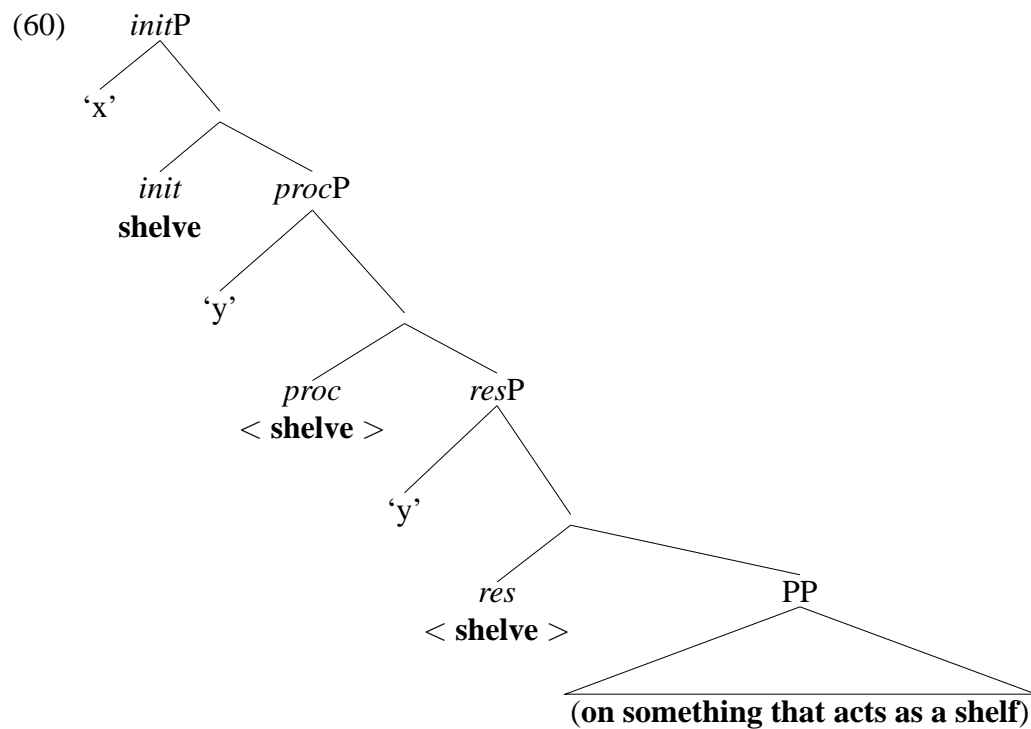 (60) initP
‘x’
init procP
shelve
‘y’
proc resP
< shelve >
‘y’
res PP
< shelve >
(on something that acts as a shelf)